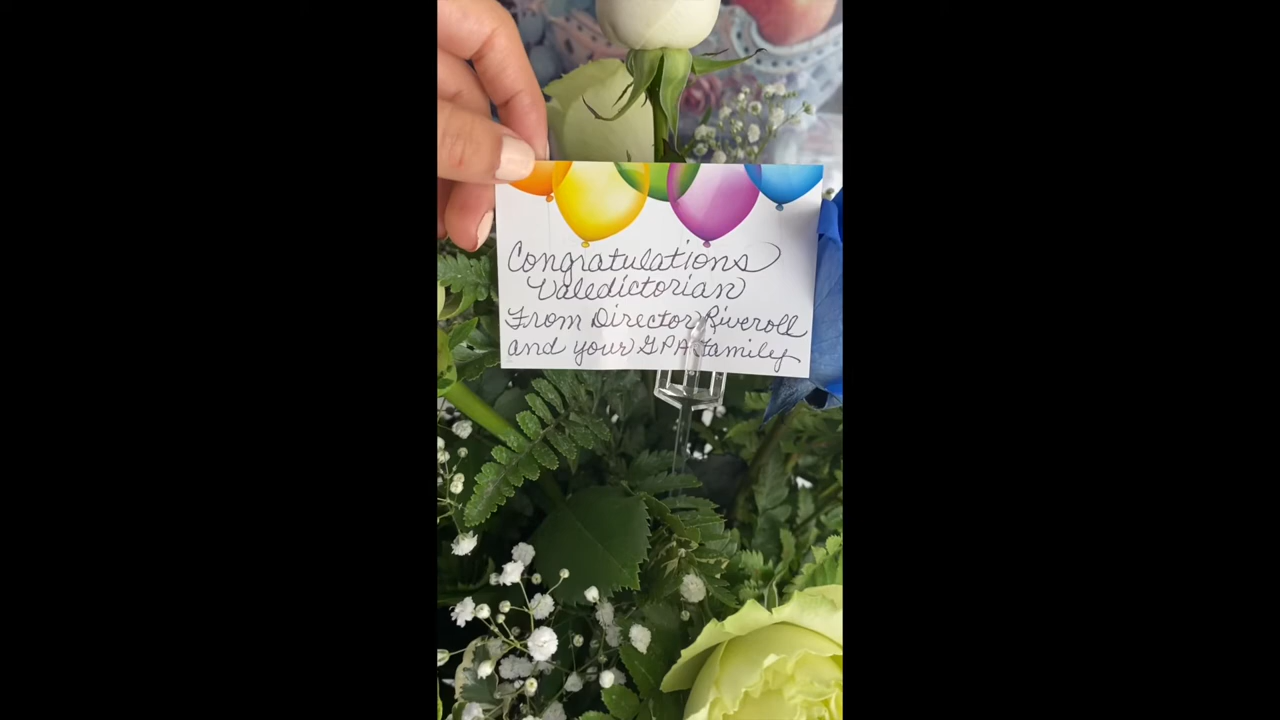 Congratulations
Valedictorian
From Director Riveroll
and your GPA family